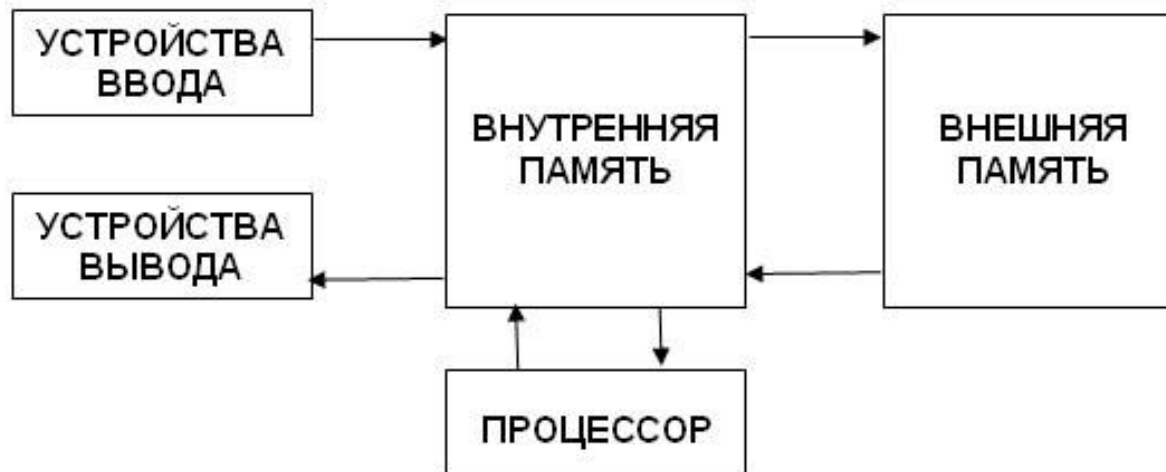 УСТРОЙСТВА
ВВОДА
УСТРОЙСТВА
ВЫВОДА
ВНУТРЕННЯЯ
ПАМЯТЬ
ВНЕШНЯЯ
ПАМЯТЬ
ПРОЦЕССОР